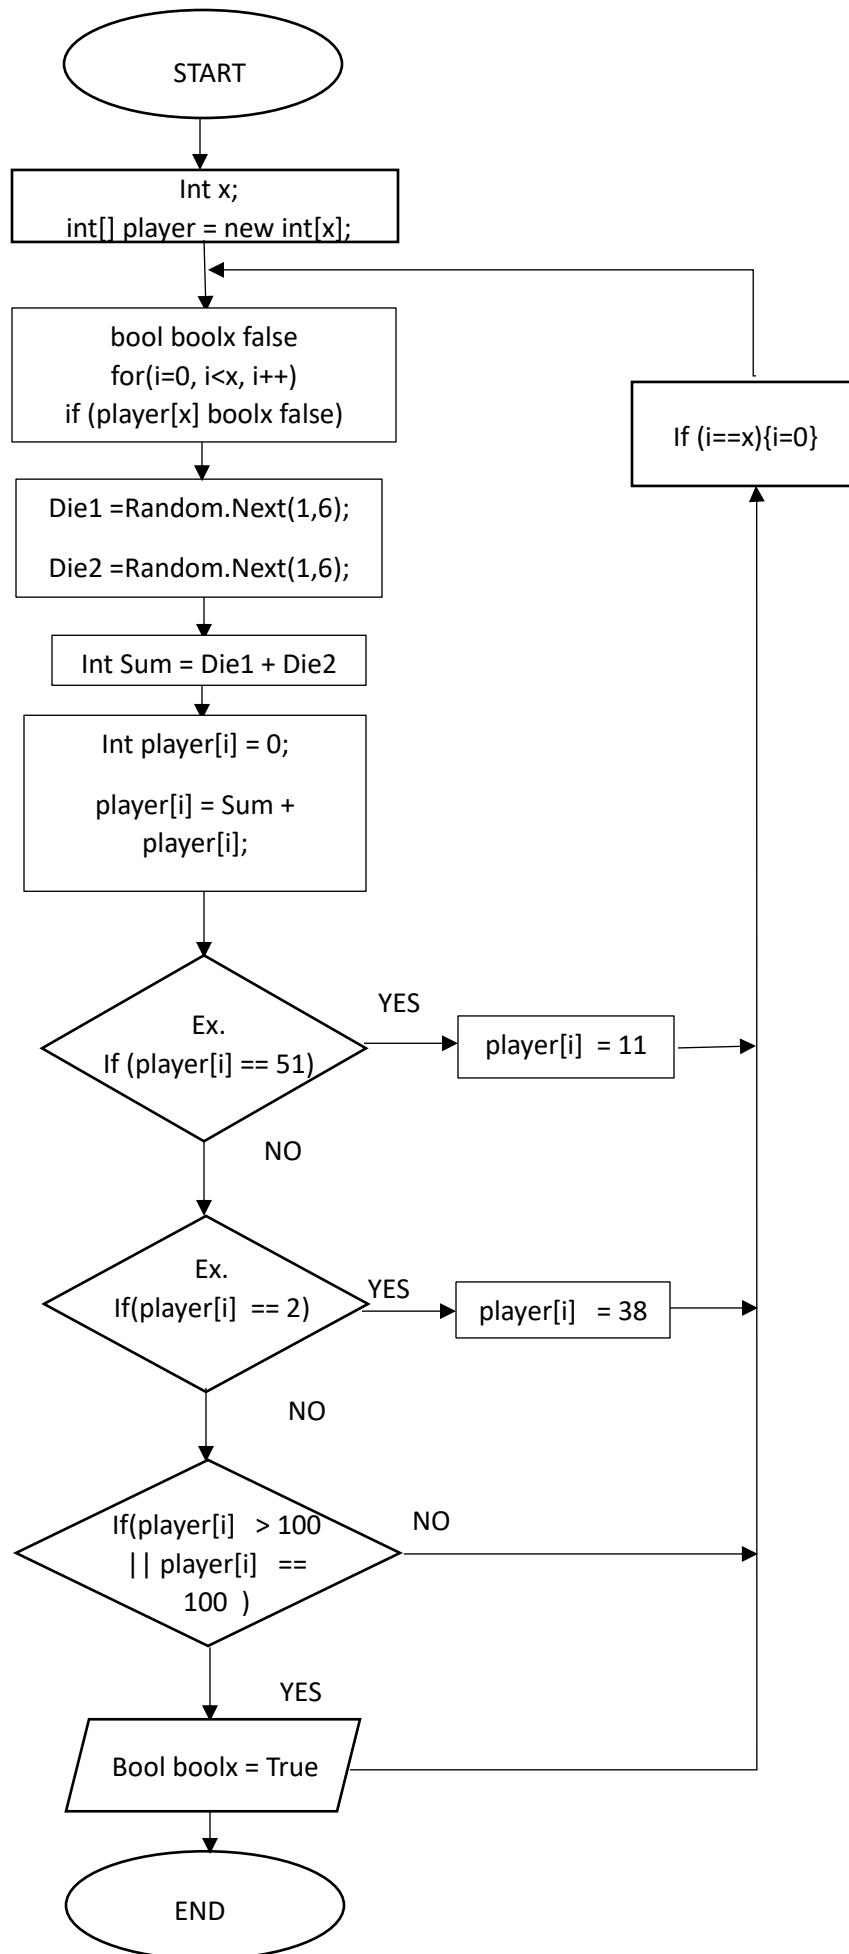 START
Int x;
int[] player = new int[x];
bool boolx false
for(i=0, i<x, i++)
if (player[x] boolx false)
If (i==x){i=0}
Die1 =Random.Next(1,6);
Die2 =Random.Next(1,6);
Int Sum = Die1 + Die2
Int player[i] = 0;
player[i] = Sum +
player[i];
Ex.
If (player[i] == 51)
YES
player[i] = 11
NO
Ex.
If(player[i] == 2)
YES
player[i] = 38
NO
If(player[i] > 100
|| player[i] ==
100 )
NO
YES
Bool boolx = True
END